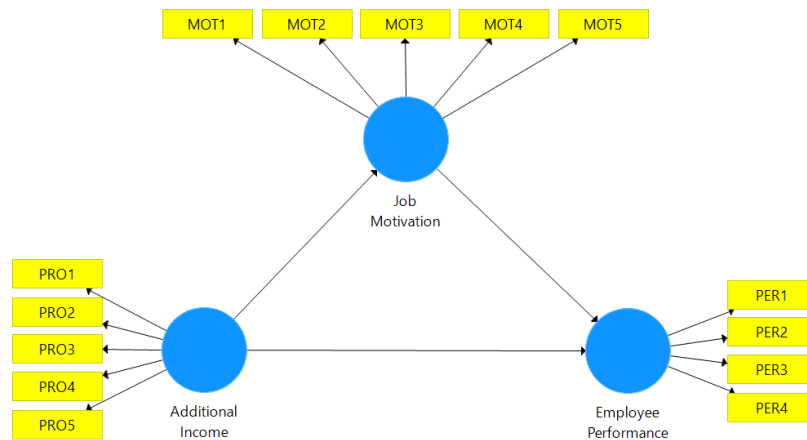 MOT1 MOT2 MOT3 MOT4 MOT5
Job
Motivation
PRO1
PRO2
PRO3
PRO4
PRO5
Additional
Income
PER1
PER2
PER3
PER4
Employee
Performance